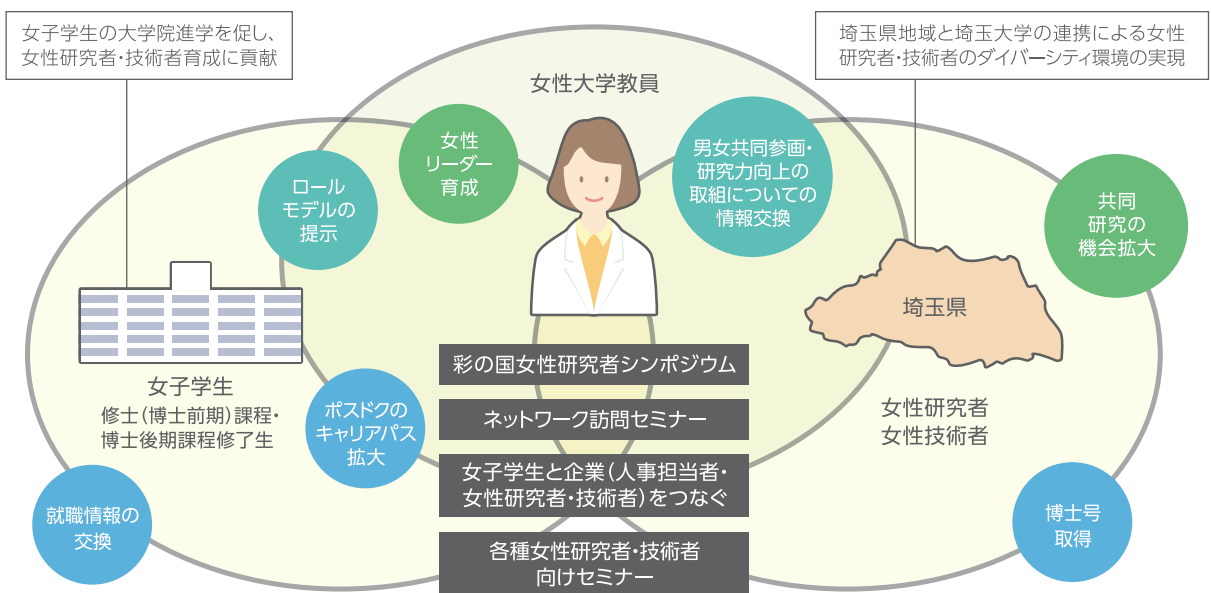 女子学生の大学院進学を促し、
女性研究者・技術者育成に貢献
埼玉県地域と埼玉大学の連携による女性
研究者・技術者のダイバーシティ環境の実現
女性大学教員
女性
リーダー
育成
男女共同参画・
研究力向上の
取組についての
情報交換
ロール
モデルの
提示
共同
研究の
機会拡大
埼玉県
女子学生
修士(博士前期)課程・
博士後期課程修了生
ポスドクの
キャリアパス
拡大
彩の国女性研究者シンポジウム
ネットワーク訪問セミナー
女子学生と企業(人事担当者・
女性研究者・技術者)をつなぐ
各種女性研究者・技術者
向けセミナー
女性研究者
女性技術者
就職情報の
交換
博士号
取得